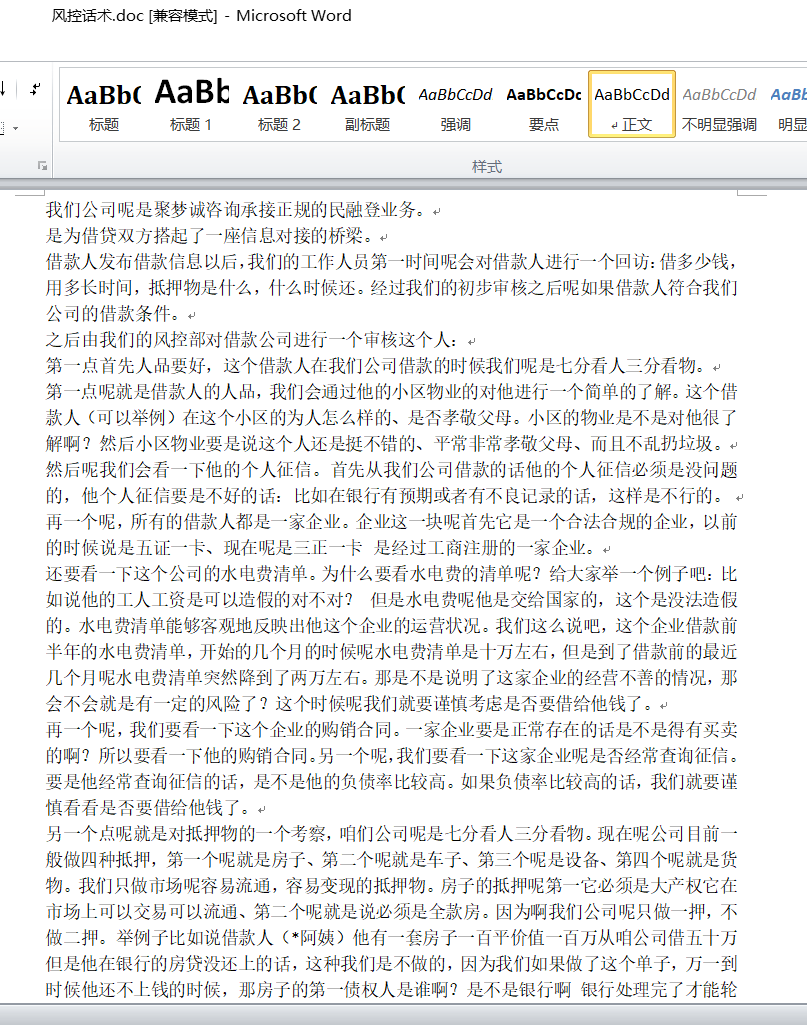 风控话术.doc [兼容模式] - Microsoft Word
AaBb( AaBb AaBb( AaBb( AaBbCcDd AaBbCcDc AaBbCcDd AaBbCcDd AaBb
标题 标题 1 标题 2 副标题 强调 要点 ↲ 正文 不明显强调 明显
样式
我们公司呢是聚梦诚咨询承接正规的民融登业务。
是为借贷双方搭起了一座信息对接的桥梁。
借款人发布借款信息以后，我们的工作人员第一时间呢会对借款人进行一个回访：借多少钱，
用多长时间，抵押物是什么，什么时候还。经过我们的初步审核之后呢如果借款人符合我们
公司的借款条件。
之后由我们的风控部对借款公司进行一个审核这个人：
第一点首先人品要好，这个借款人在我们公司借款的时候我们呢是七分看人三分看物。
第一点呢就是借款人的人品，我们会通过他的小区物业的对他进行一个简单的了解。这个借
款人（可以举例）在这个小区的为人怎么样的、是否孝敬父母。小区的物业是不是对他很了
解啊？然后小区物业要是说这个人还是挺不错的、平常非常孝敬父母、而且不乱扔垃圾。
然后呢我们会看一下他的个人征信。首先从我们公司借款的话他的个人征信必须是没问题
的，他个人征信要是不好的话：比如在银行有预期或者有不良记录的话，这样是不行的。
再一个呢，所有的借款人都是一家企业。企业这一块呢首先它是一个合法合规的企业，以前
的时候说是五证一卡、现在呢是三正一卡 是经过工商注册的一家企业。
还要看一下这个公司的水电费清单。为什么要看水电费的清单呢？给大家举一个例子吧：比
如说他的工人工资是可以造假的对不对？ 但是水电费呢他是交给国家的，这个是没法造假
的。水电费清单能够客观地反映出他这个企业的运营状况。我们这么说吧，这个企业借款前
半年的水电费清单，开始的几个月的时候呢水电费清单是十万左右，但是到了借款前的最近
几个月呢水电费清单突然降到了两万左右。那是不是说明了这家企业的经营不善的情况，那
会不会就是有一定的风险了？这个时候呢我们就要谨慎考虑是否要借给他钱了。
再一个呢，我们要看一下这个企业的购销合同。一家企业要是正常存在的话是不是得有买卖
的啊？所以要看一下他的购销合同。另一个呢，我们要看一下这家企业呢是否经常查询征信。
要是他经常查询征信的话，是不是他的负债率比较高。如果负债率比较高的话，我们就要谨
慎看看是否要借给他钱了。
另一个点呢就是对抵押物的一个考察，咱们公司呢是七分看人三分看物。现在呢公司目前一
般做四种抵押，第一个呢就是房子、第二个呢就是车子、第三个呢是设备、第四个呢就是货
物。我们只做市场呢容易流通，容易变现的抵押物。房子的抵押呢第一它必须是大产权它在
市场上可以交易可以流通、第二个呢就是说必须是全款房。因为啊我们公司呢只做一押，不
做二押。举例子比如说借款人（*阿姨）他有一套房子一百平价值一百万从咱公司借五十万
但是他在银行的房贷没还上的话，这种我们是不做的，因为我们如果做了这个单子，万一到
时候他还不上钱的时候，那房子的第一债权人是谁啊？是不是银行啊 银行处理完了才能轮